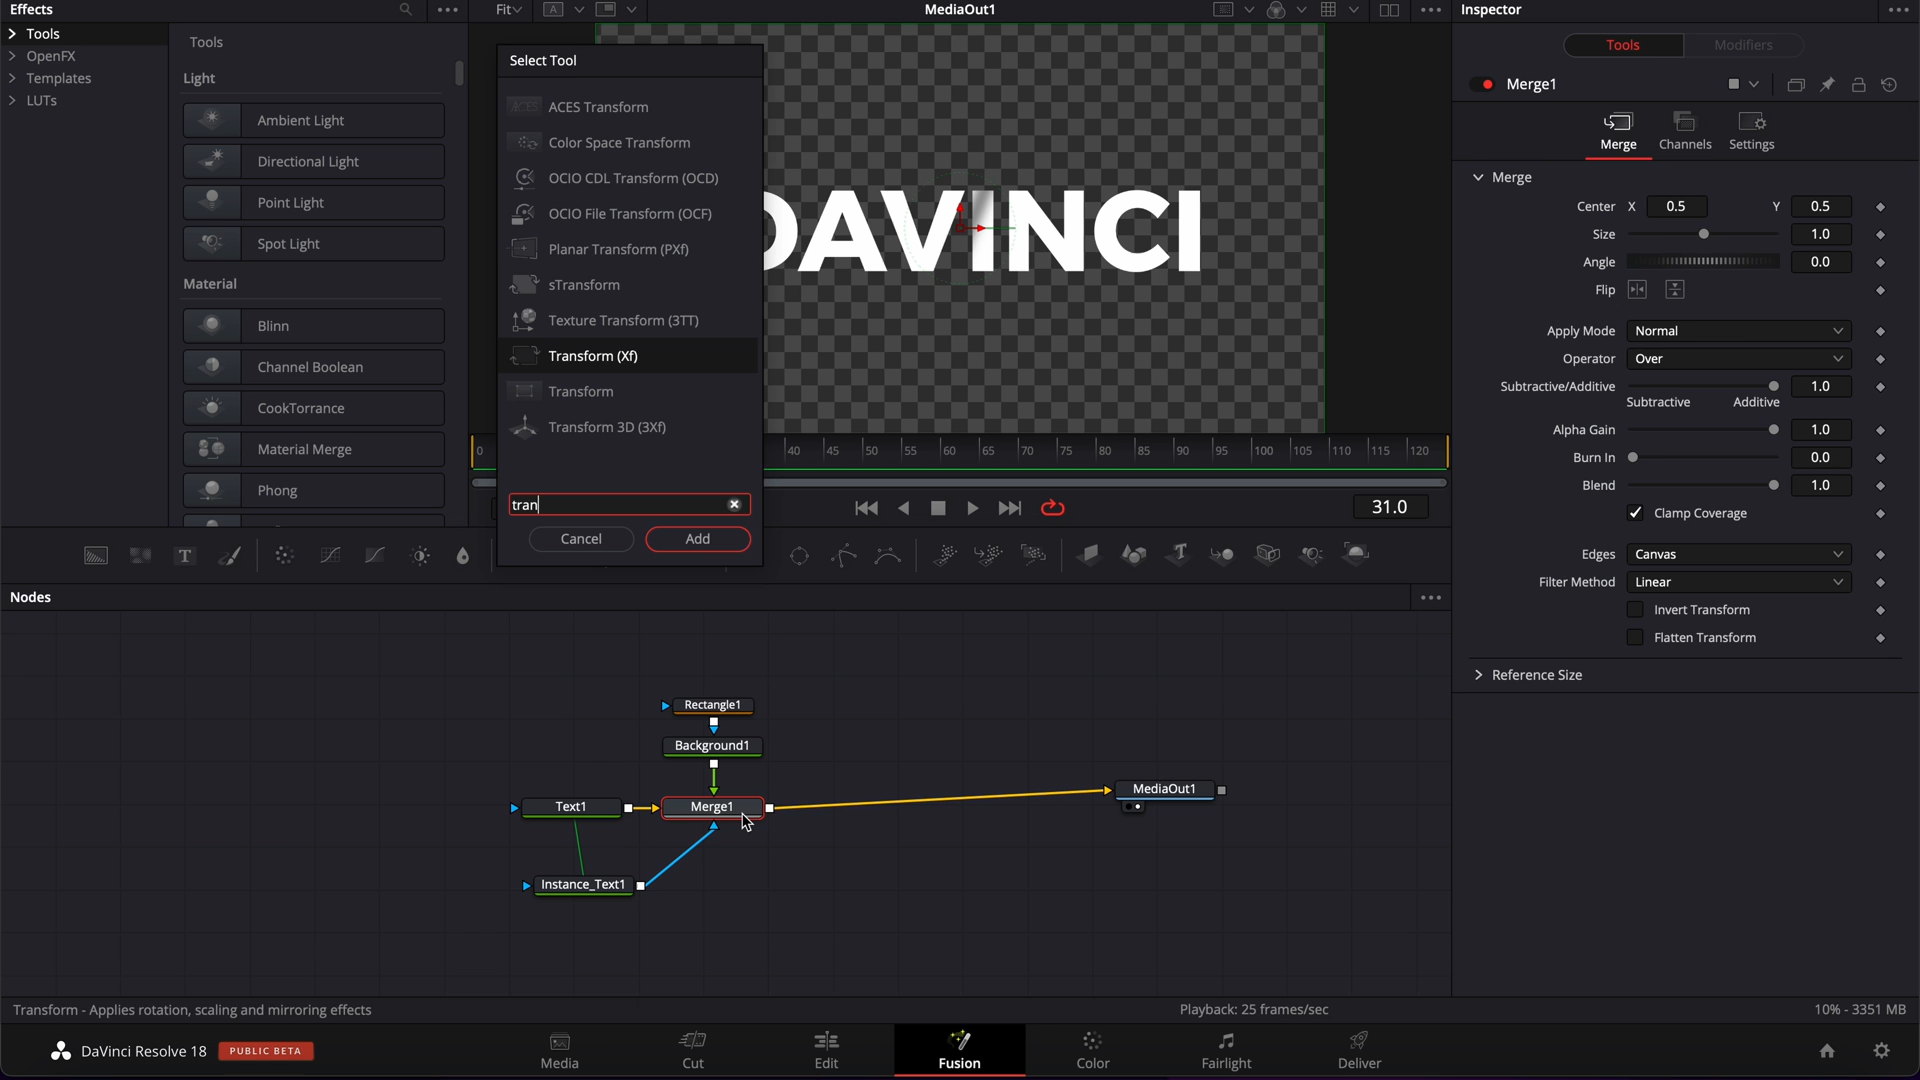 Effects
Fit
A
MediaOut1
Inspector
Tools
OpenFX
Templates
LUTs
Tools
Light
Ambient Light
Directional Light
Point Light
Spot Light
Material
Blinn
Channel Boolean
CookTorrance
Material Merge
Phong
Select Tool
ACES Transform
Color Space Transform
OCIO CDL Transform (OCD)
OCIO File Transform (OCF)
Planar Transform (PXf)
sTransform
Texture Transform (3TT)
Transform (Xf)
Transform
Transform 3D (3Xf)
tran
Cancel
Add
DAVINCI
0
40 45 50 55 60 65 70 75 80 85 90 95 100 105 110 115 120
31.0
Tools
Modifiers
Merge1
Merge
Channels
Settings
Merge
Center X 0.5 Y 0.5
Size 1.0
Angle 0.0
Flip
Apply Mode Normal
Operator Over
Subtractive/Additive 1.0
Subtractive Additive
Alpha Gain 1.0
Burn In 0.0
Blend 1.0
Clamp Coverage
Edges Canvas
Filter Method Linear
Invert Transform
Flatten Transform
Reference Size
T
Nodes
Rectangle1
Background1
Text1
Merge1
MediaOut1
Instance_Text1
Transform - Applies rotation, scaling and mirroring effects
Playback: 25 frames/sec
10% - 3351 MB
DaVinci Resolve 18
PUBLIC BETA
Media
Cut
Edit
Fusion
Color
Fairlight
Deliver